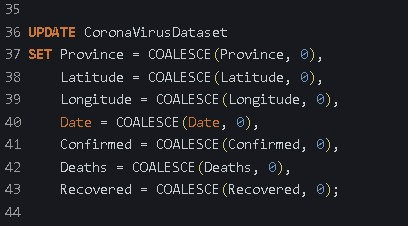 35
36 UPDATE CoronaVirusDataset
37 SET Province = COALESCE(Province, 0),
38     Latitude = COALESCE(Latitude, 0),
39     Longitude = COALESCE(Longitude, 0),
40     Date = COALESCE(Date, 0),
41     Confirmed = COALESCE(Confirmed, 0),
42     Deaths = COALESCE(Deaths, 0),
43     Recovered = COALESCE(Recovered, 0);
44